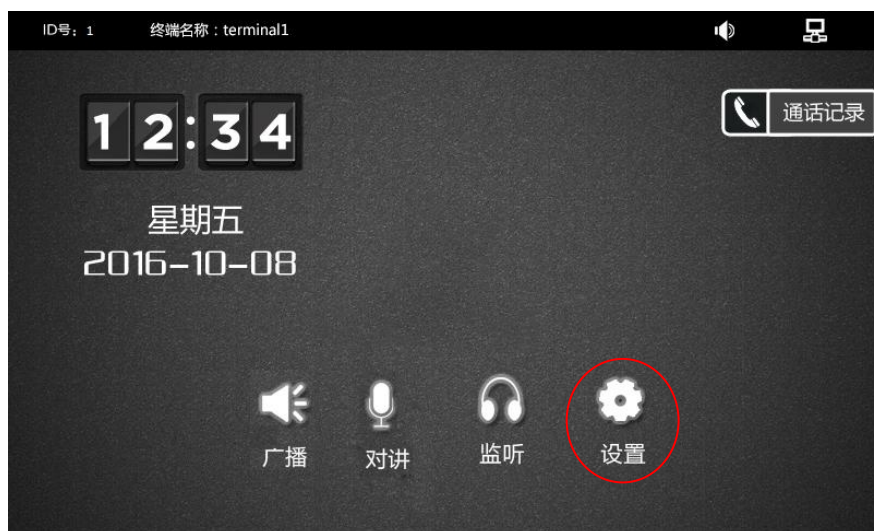 ID号：1 终端名称：terminal1
12:34
通话记录
星期五
2016-10-08
广播 对讲 监听 设置